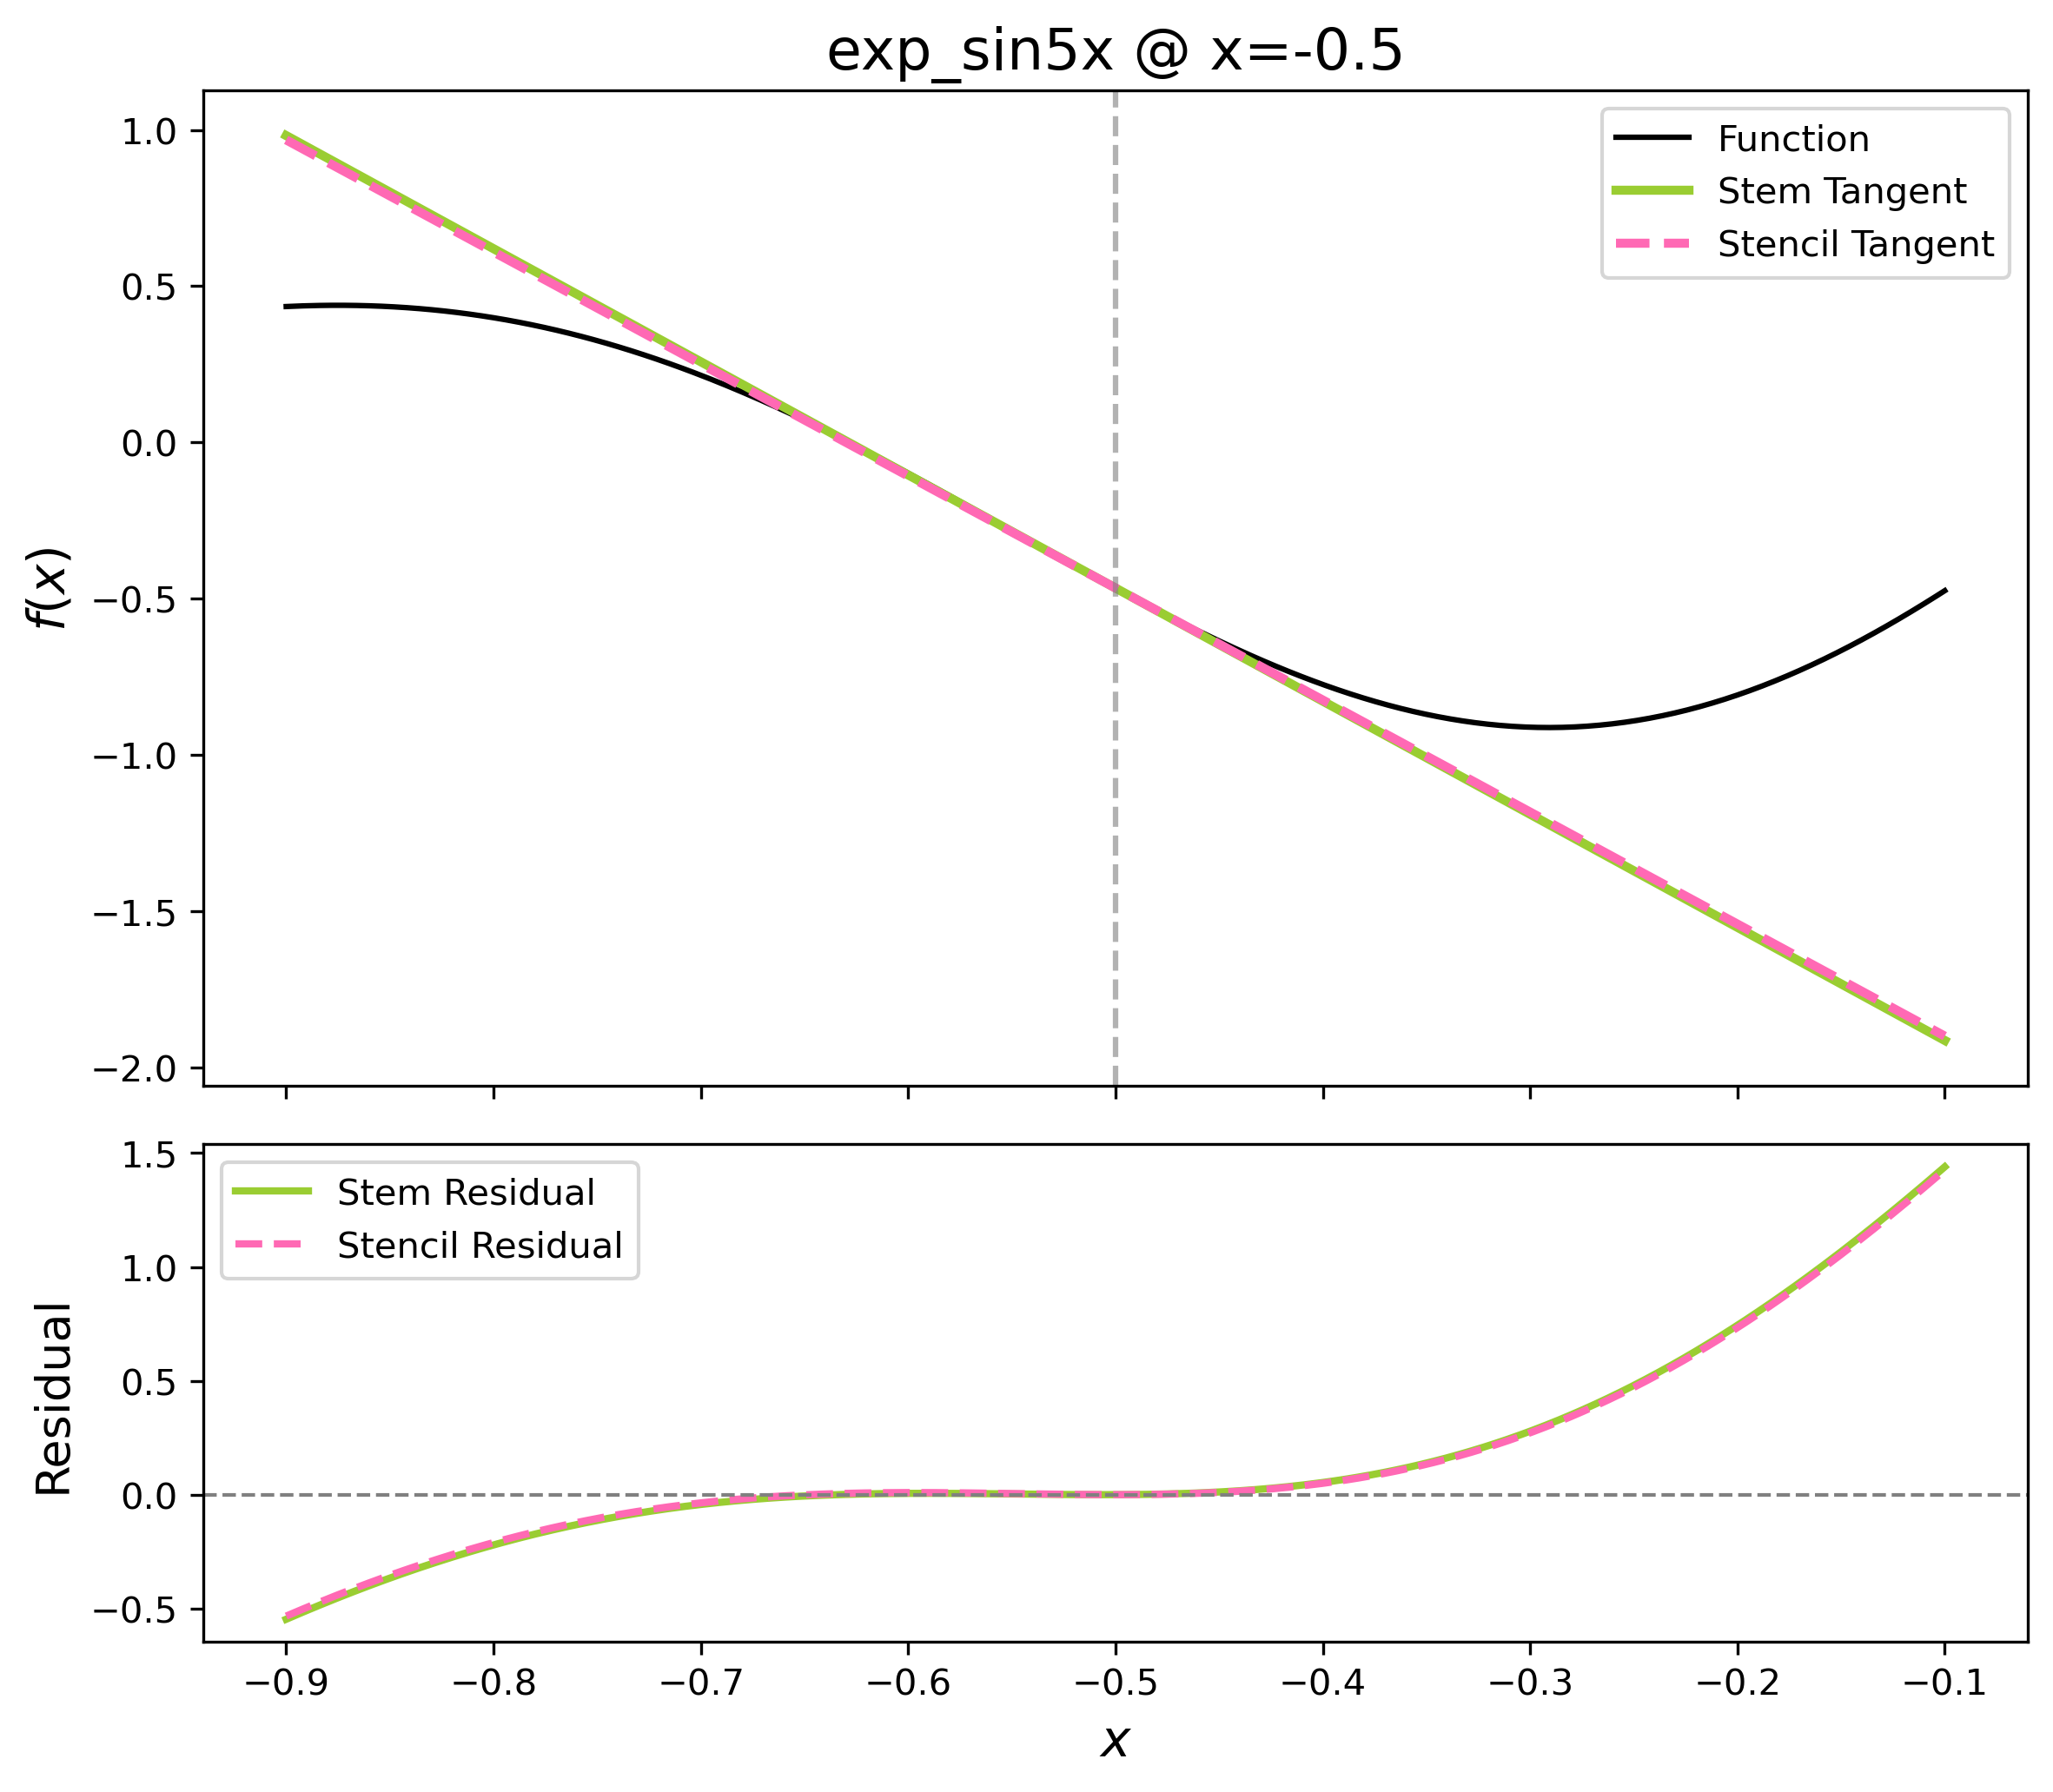 exp_sin5x @ x=-0.5
f(x)
1.0
0.5
0.0
−0.5
−1.0
−1.5
−2.0
Function
Stem Tangent
Stencil Tangent
Residual
1.5
1.0
0.5
0.0
−0.5
Stem Residual
Stencil Residual
−0.9 −0.8 −0.7 −0.6 −0.5 −0.4 −0.3 −0.2 −0.1
x